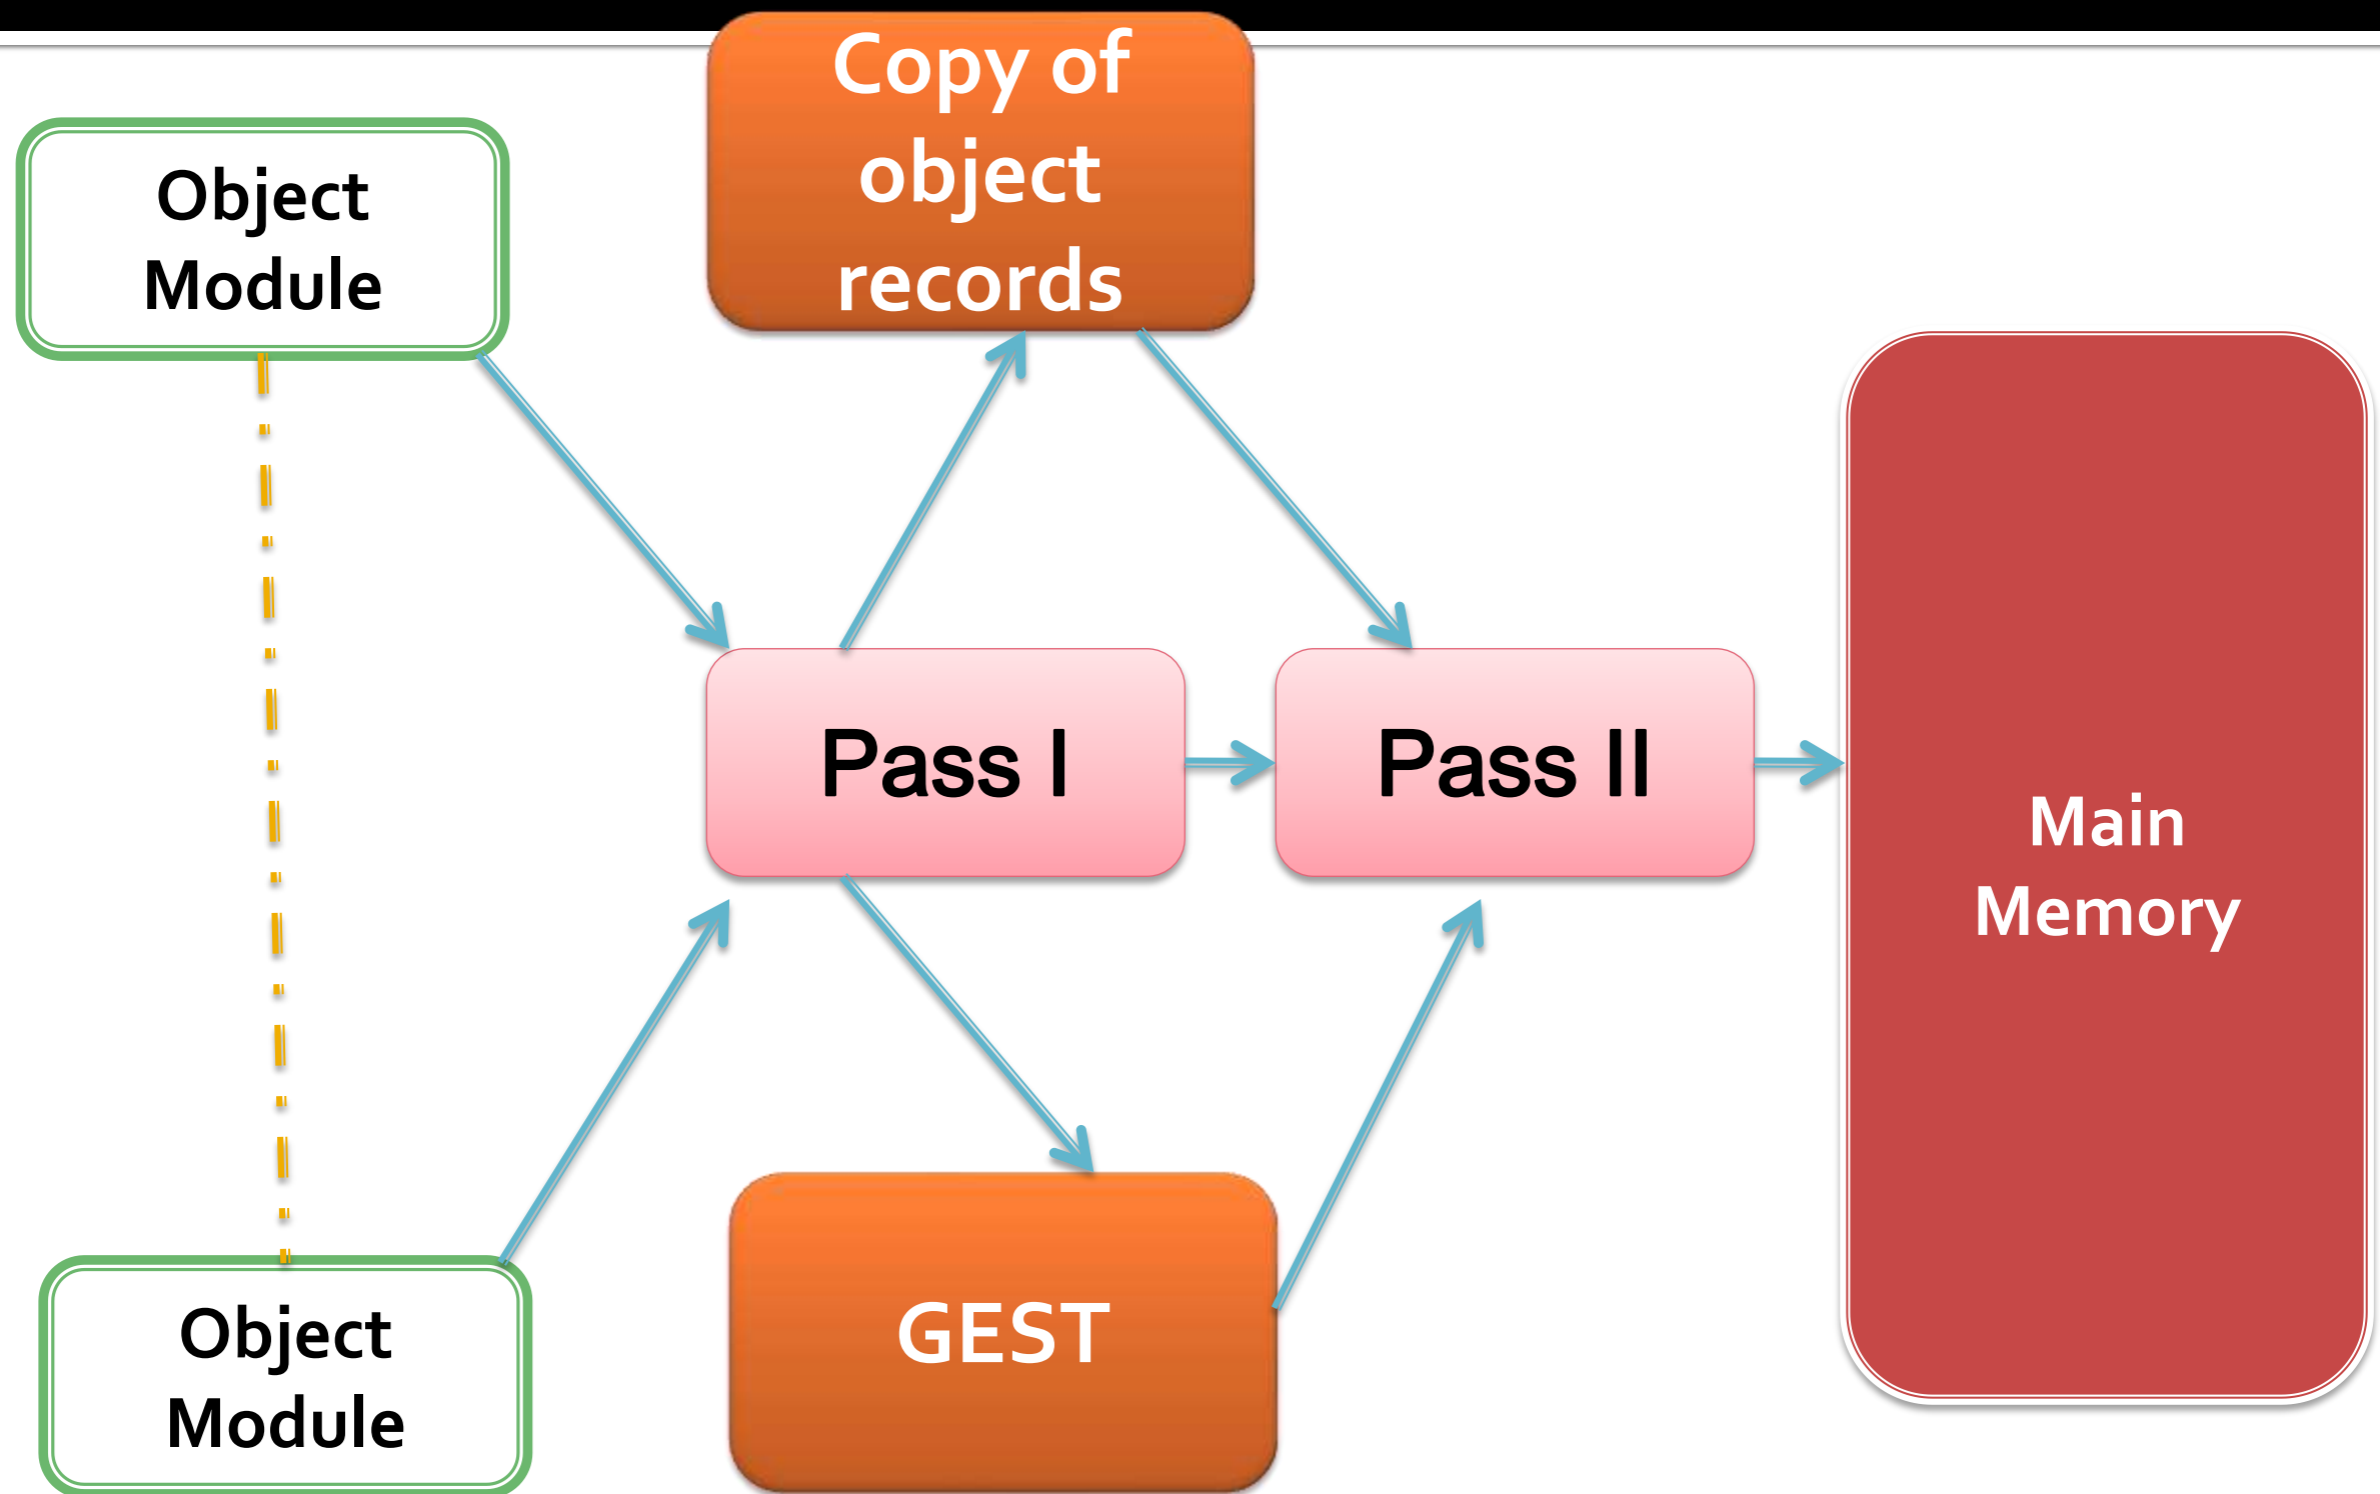 Copy of
object
records
Object
Module
Pass I
Pass II
Main
Memory
GEST
Object
Module